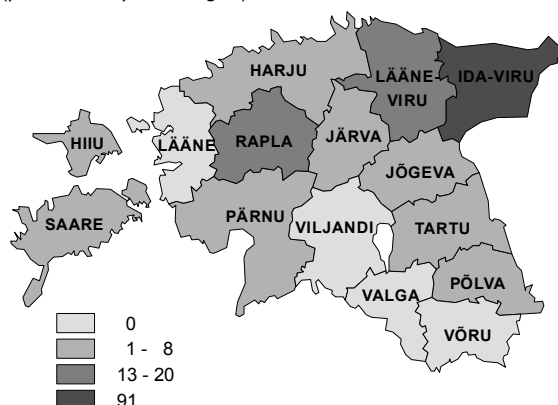 HARJU
LÄÄNE-
VIRU
IDA-VIRU
HIIU
LÄÄNE
RAPLA
JÄRVA
JÕGEVA
SAARE
PÄRNU
VILJANDI
TARTU
VALGA
PÕLVA
VÕRU
0
1 - 8
13 - 20
91